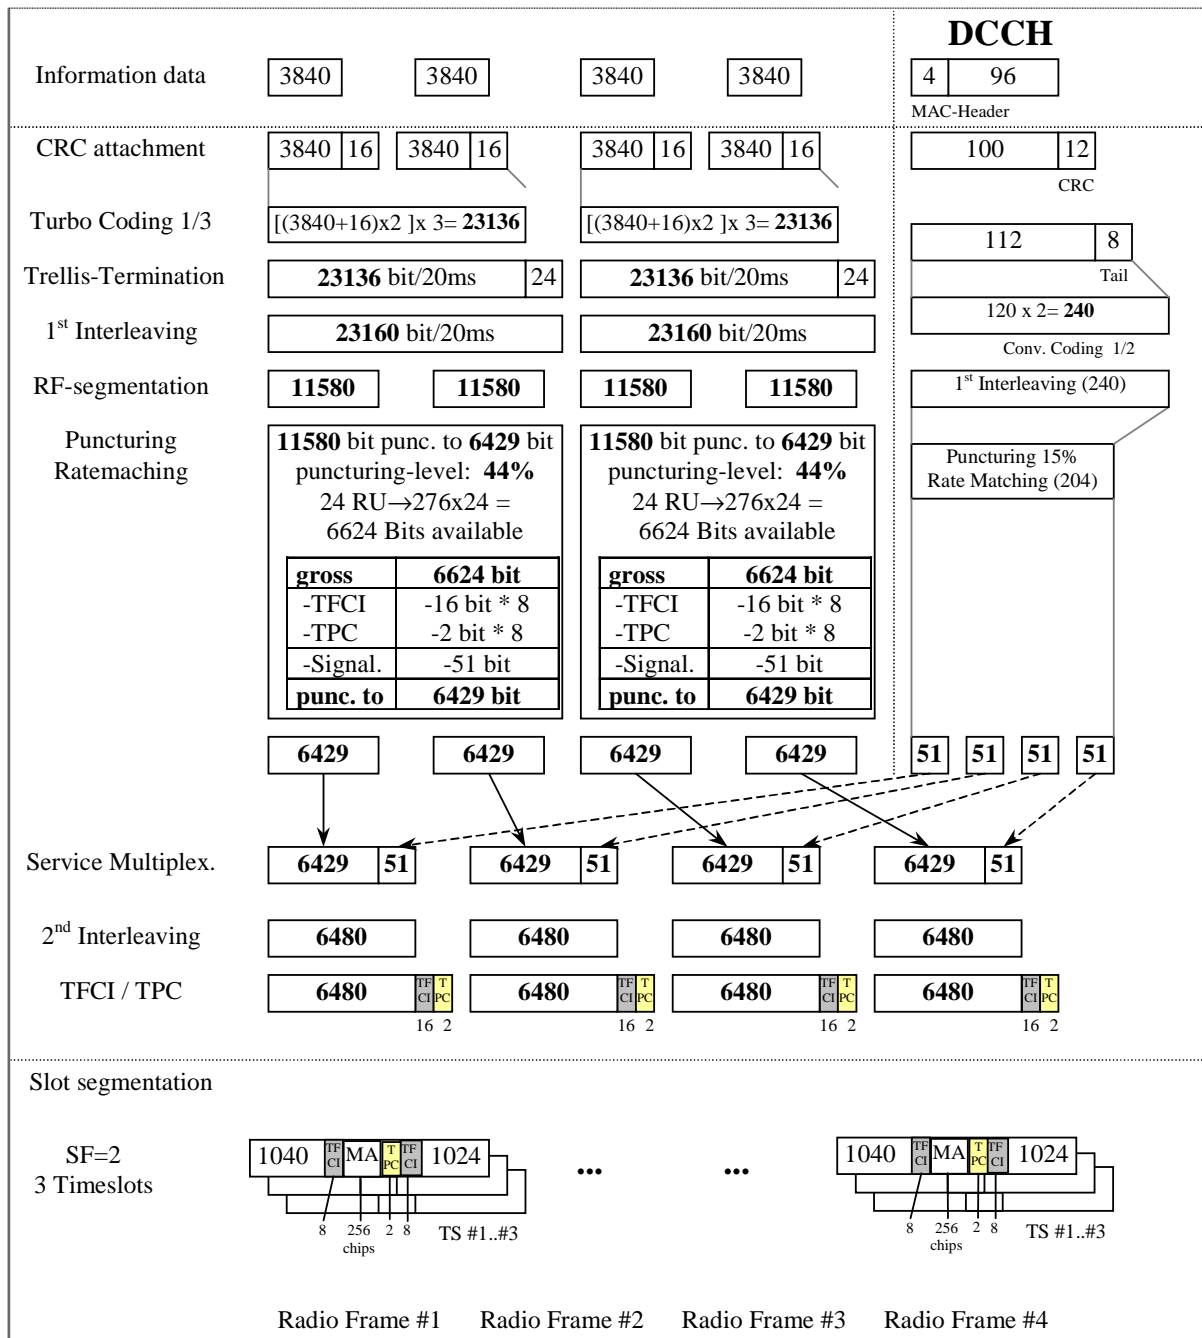 DCCH
Information data 3840 3840 3840 3840 4 96
MAC-Header
CRC attachment 3840 16 3840 16 3840 16 3840 16 100 12
CRC
Turbo Coding 1/3 [(3840+16)x2 ]x 3= 23136 [(3840+16)x2 ]x 3= 23136
112 8
Trellis-Termination 23136 bit/20ms 24 23136 bit/20ms 24
Tail
120 x 2= 240
1st Interleaving 23160 bit/20ms 23160 bit/20ms
Conv. Coding 1/2
RF-segmentation 11580 11580 11580 11580 1st Interleaving (240)
Puncturing
Ratemaching
11580 bit punc. to 6429 bit
puncturing-level: 44%
24 RU→276x24 =
6624 Bits available
gross 6624 bit
-TFCI -16 bit * 8
-TPC -2 bit * 8
-Signal. -51 bit
punc. to 6429 bit
11580 bit punc. to 6429 bit
puncturing-level: 44%
24 RU→276x24 =
6624 Bits available
gross 6624 bit
-TFCI -16 bit * 8
-TPC -2 bit * 8
-Signal. -51 bit
punc. to 6429 bit
Puncturing 15%
Rate Matching (204)
6429 6429 6429 6429 51 51 51 51
Service Multiplex. 6429 51 6429 51 6429 51 6429 51
2nd Interleaving 6480 6480 6480 6480
TFCI / TPC 6480 TF CI T PC 6480 TF CI T PC 6480 TF CI T PC 6480 TF CI T PC
16 2 16 2 16 2 16 2
Slot segmentation
SF=2
3 Timeslots
1040 TF CI MA T PC TF CI 1024 ... ... 1040 TF CI MA T PC TF CI 1024
8 256 2 8 TS #1..#3 8 256 2 8 TS #1..#3
chips chips
Radio Frame #1 Radio Frame #2 Radio Frame #3 Radio Frame #4